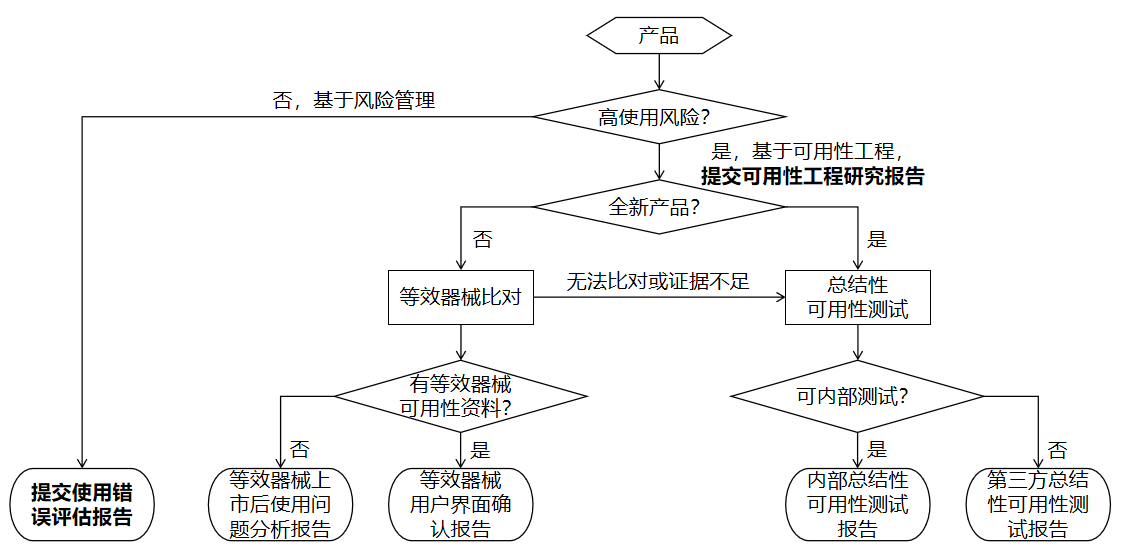 产品
否，基于风险管理
高使用风险？
是，基于可用性工程，
提交可用性工程研究报告
全新产品？
否
是
等效器械比对
无法比对或证据不足
总结性
可用性测试
有等效器械
可用性资料？
可内部测试？
否
是
是
否
提交使用错
误评估报告
等效器械上
市后使用问
题分析报告
等效器械
用户界面确
认报告
内部总结性
可用性测试
报告
第三方总结
性可用性测
试报告